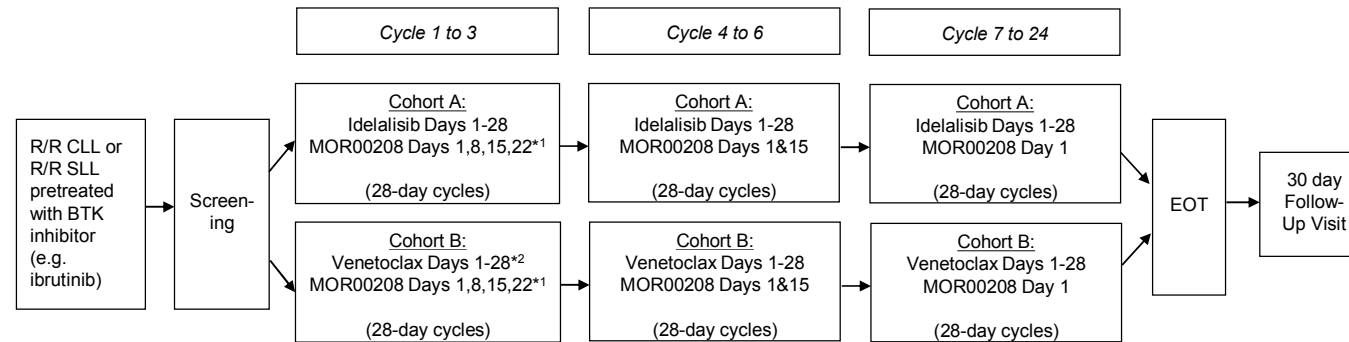 Cycle 1 to 3
Cycle 4 to 6
Cycle 7 to 24
R/R CLL or
R/R SLL
pretreated
with BTK
inhibitor
(e.g.
ibrutinib)
Screen-
ing
Cohort A:
Idelalisib Days 1-28
MOR00208 Days 1,8,15,22*1
(28-day cycles)
Cohort A:
Idelalisib Days 1-28
MOR00208 Days 1&15
(28-day cycles)
Cohort A:
Idelalisib Days 1-28
MOR00208 Day 1
(28-day cycles)
Cohort B:
Venetoclax Days 1-28*2
MOR00208 Days 1,8,15,22*1
(28-day cycles)
Cohort B:
Venetoclax Days 1-28
MOR00208 Days 1&15
(28-day cycles)
Cohort B:
Venetoclax Days 1-28
MOR00208 Day 1
(28-day cycles)
EOT
30 day
Follow-
Up Visit